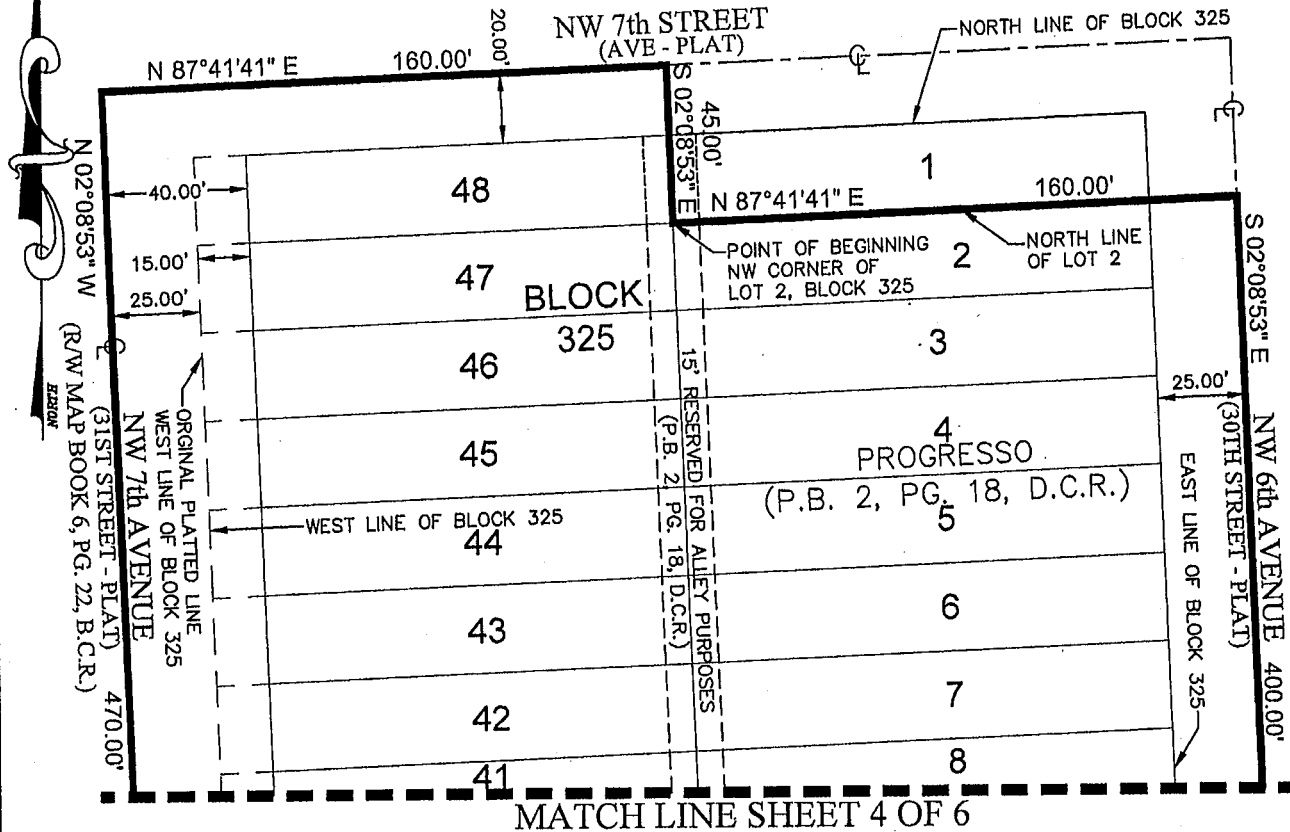 NW 7th STREET
(AVE - PLAT)
NORTH LINE OF BLOCK 325
20.00'
N 87°41'41" E
160.00'
S 02°08'53" E
45.00'
N 02°08'53" W
40.00'
48
1
N 87°41'41" E
160.00'
POINT OF BEGINNING
NW CORNER OF
LOT 2, BLOCK 325
2
NORTH LINE
OF LOT 2
S 02°08'53" E
15.00'
25.00'
47
BLOCK
325
46
3
25.00'
(R/W MAP BOOK 6, PG. 22, B.C.R.)
(31ST STREET - PLAT)
NW 7th AVENUE
470.00'
ORGINAL PLATTED LINE
WEST LINE OF BLOCK 325
45
15' RESERVED FOR ALLEY PURPOSES
(P.B. 2, PG. 18, D.C.R.)
4
PROGRESSO
(P.B. 2, PG. 18, D.C.R.)
5
NW 6th AVENUE
(30TH STREET - PLAT)
400.00'
EAST LINE OF BLOCK 325
WEST LINE OF BLOCK 325
44
43
6
42
7
41
8
MATCH LINE SHEET 4 OF 6